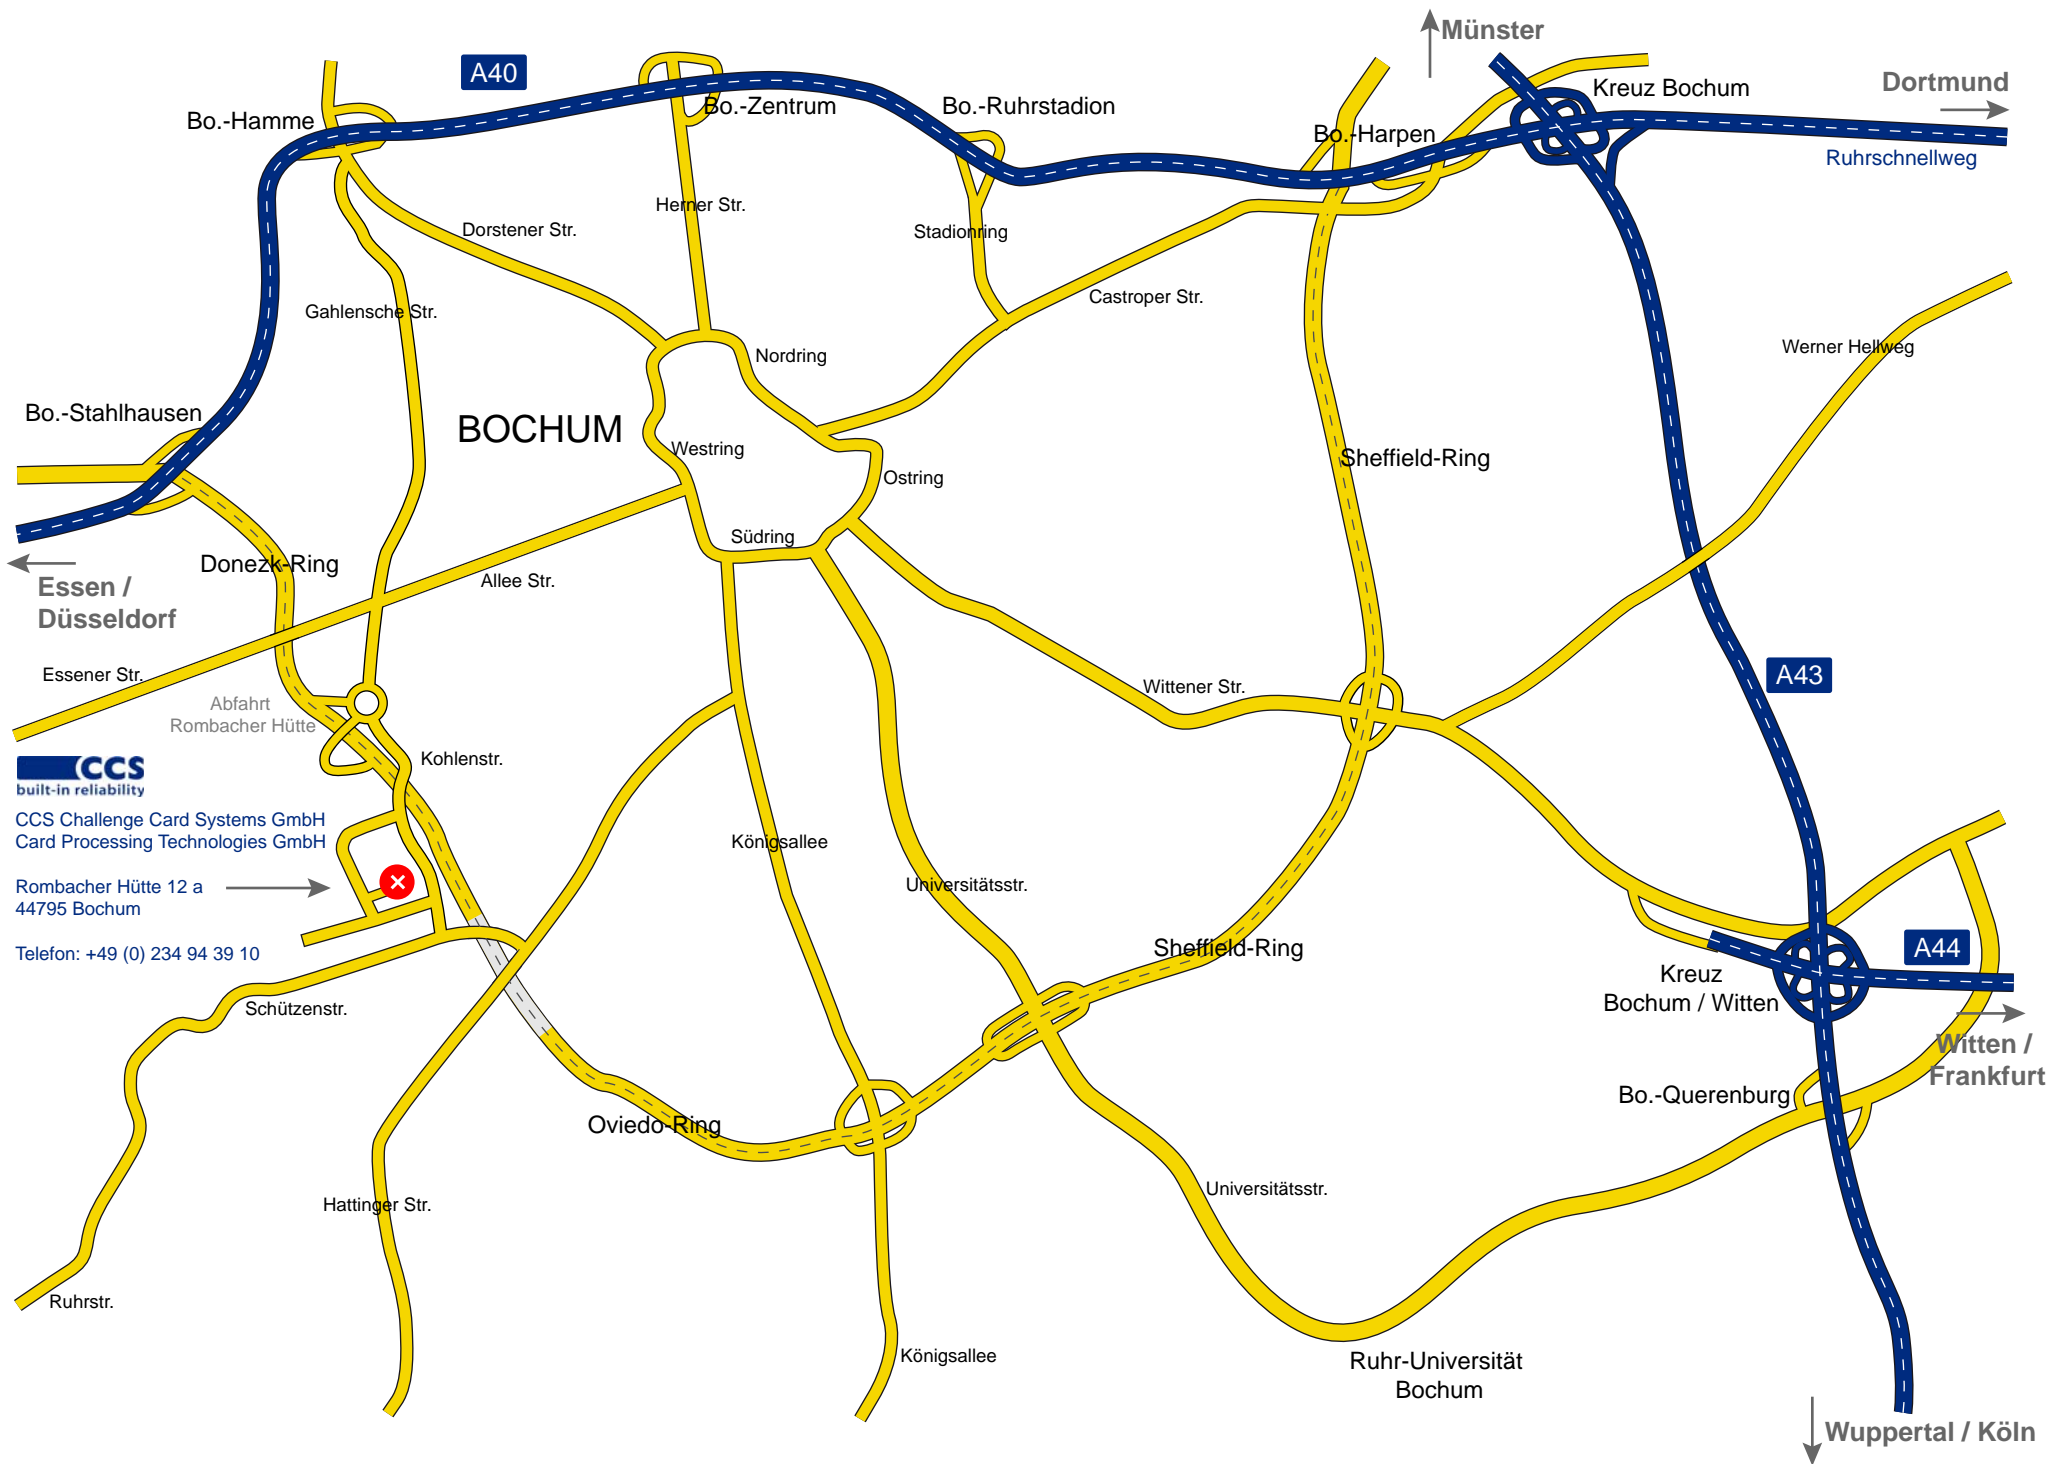 Münster
A40
Kreuz Bochum
Dortmund
Bo.-Hamme
Bo.-Zentrum
Bo.-Ruhrstadion
Bo.-Harpen
Ruhrschnellweg
Herner Str.
Dorstener Str.
Stadionring
Gahlensche Str.
Castroper Str.
Nordring
Werner Hellweg
Bo.-Stahlhausen
BOCHUM
Westring
Sheffield-Ring
Ostring
Südring
Donezk-Ring
Allee Str.
Essen /
Düsseldorf
Essener Str.
A43
Wittener Str.
Abfahrt
Rombacher Hütte
Kohlenstr.
CCS
built-in reliability
CCS Challenge Card Systems GmbH
Card Processing Technologies GmbH
Rombacher Hütte 12 a
44795 Bochum
Telefon: +49 (0) 234 94 39 10
Königsallee
Universitätsstr.
Sheffield-Ring
A44
Kreuz
Bochum / Witten
Schützenstr.
Witten /
Frankfurt
Bo.-Querenburg
Oviedo-Ring
Universitätsstr.
Hattinger Str.
Ruhrstr.
Königsallee
Ruhr-Universität
Bochum
Wuppertal / Köln